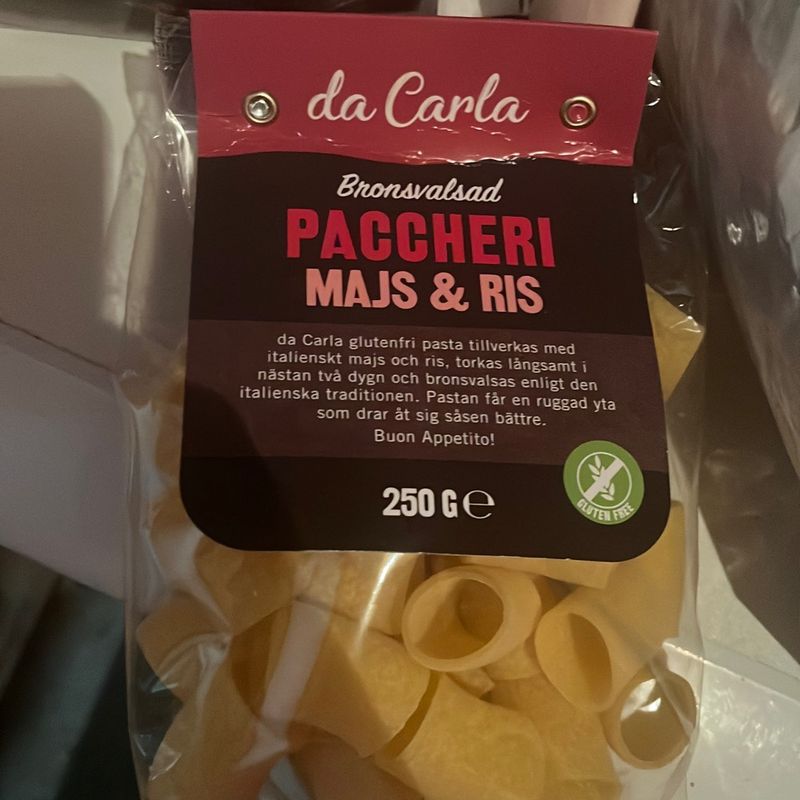 da Carla
Bronsvalsad
PACCHERI
MAJS & RIS
da Carla glutenfri pasta tillverkas med
italienskt majs och ris, torkas långsamt i
nästan två dygn och bronsvalsas enligt den
italienska traditionen. Pastan får en ruggad yta
som drar åt sig såsen bättre.
Buon Appetito!
250 G ℮
GLUTEN FREE